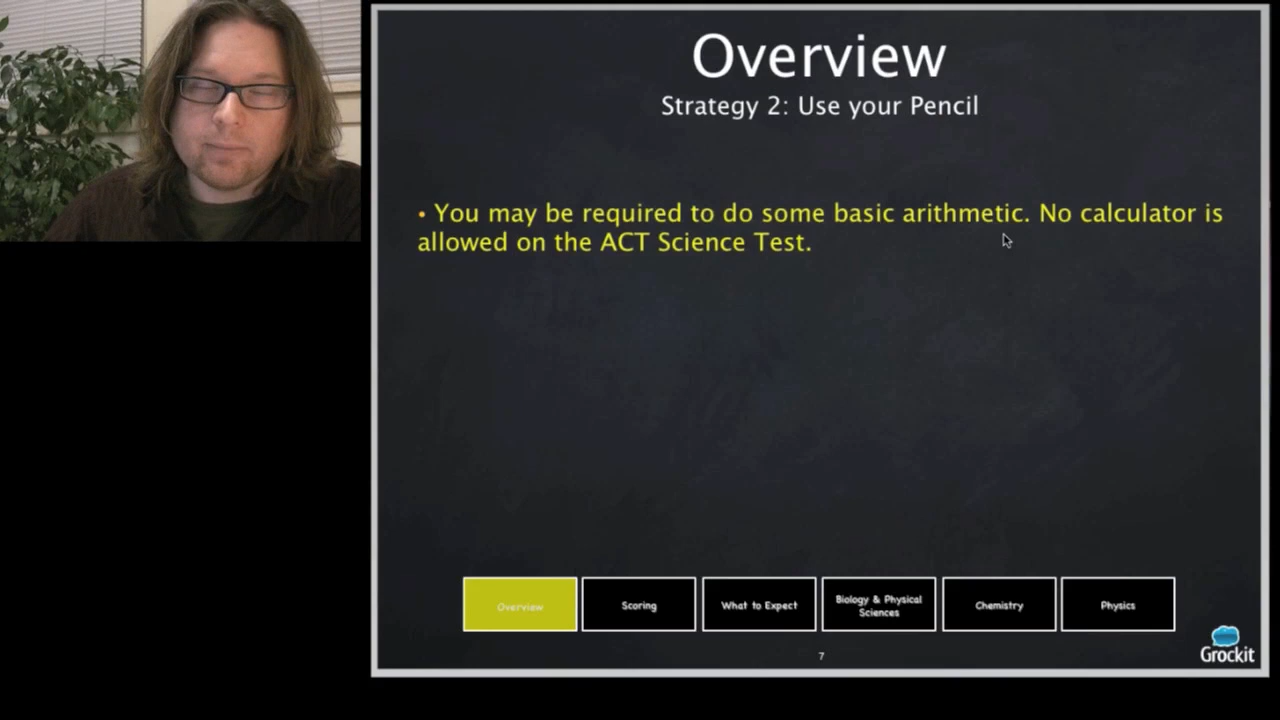 Overview
Strategy 2: Use your Pencil
• You may be required to do some basic arithmetic. No calculator is
allowed on the ACT Science Test.
Overview
Scoring
What to Expect
Biology & Physical
Sciences
Chemistry
Physics
7
Grockit